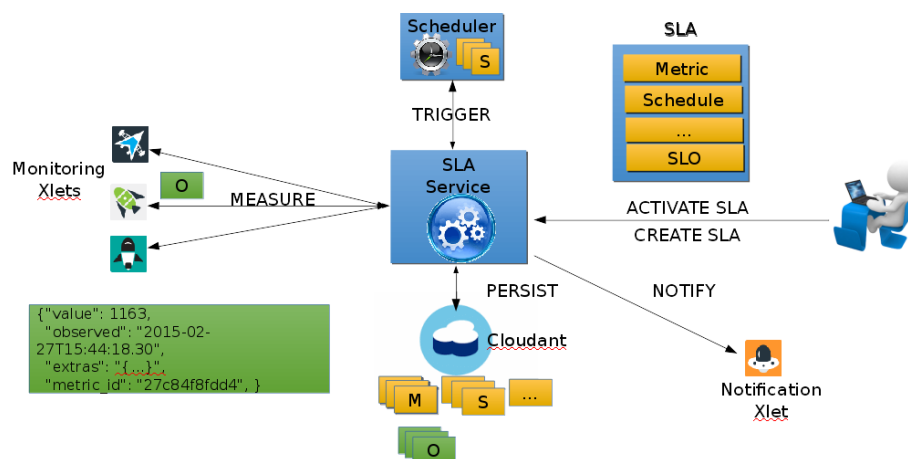 Scheduler
S
TRIGGER
SLA
Metric
Schedule
...
SLO
Monitoring
Xlets
O
MEASURE
SLA
Service
ACTIVATE SLA
CREATE SLA
PERSIST
NOTIFY
Cloudant
{"value": 1163,
"observed": "2015-02-
27T15:44:18.30",
"extras": "{...}",
"metric_id": "27c84f8fdd4", }
M
S
...
O
Notification
Xlet